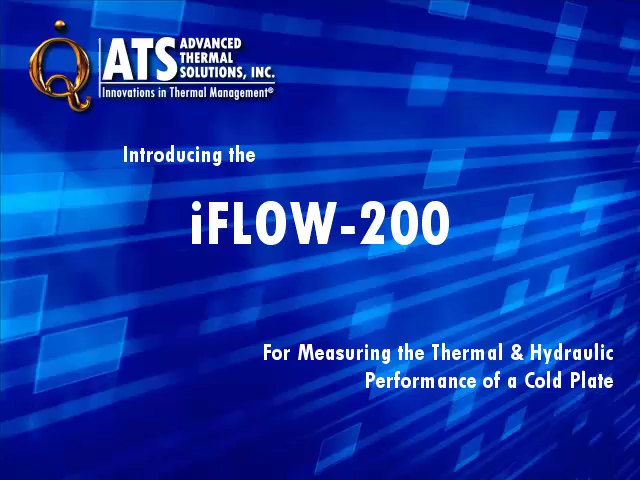 Q
ATS
ADVANCED
THERMAL
SOLUTIONS, INC.
Innovations in Thermal Management®
Introducing the
iFLOW-200
For Measuring the Thermal & Hydraulic
Performance of a Cold Plate